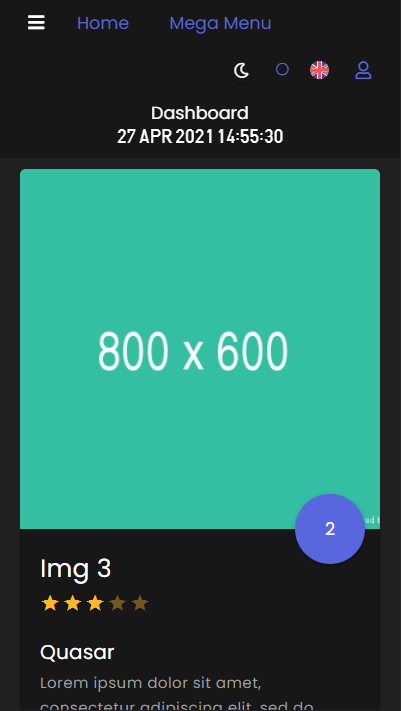 Home Mega Menu
Dashboard
27 APR 2021 14:55:30
800 x 600
2
Img 3
Quasar
Lorem ipsum dolor sit amet,
consectetur adipiscing elit, sed do